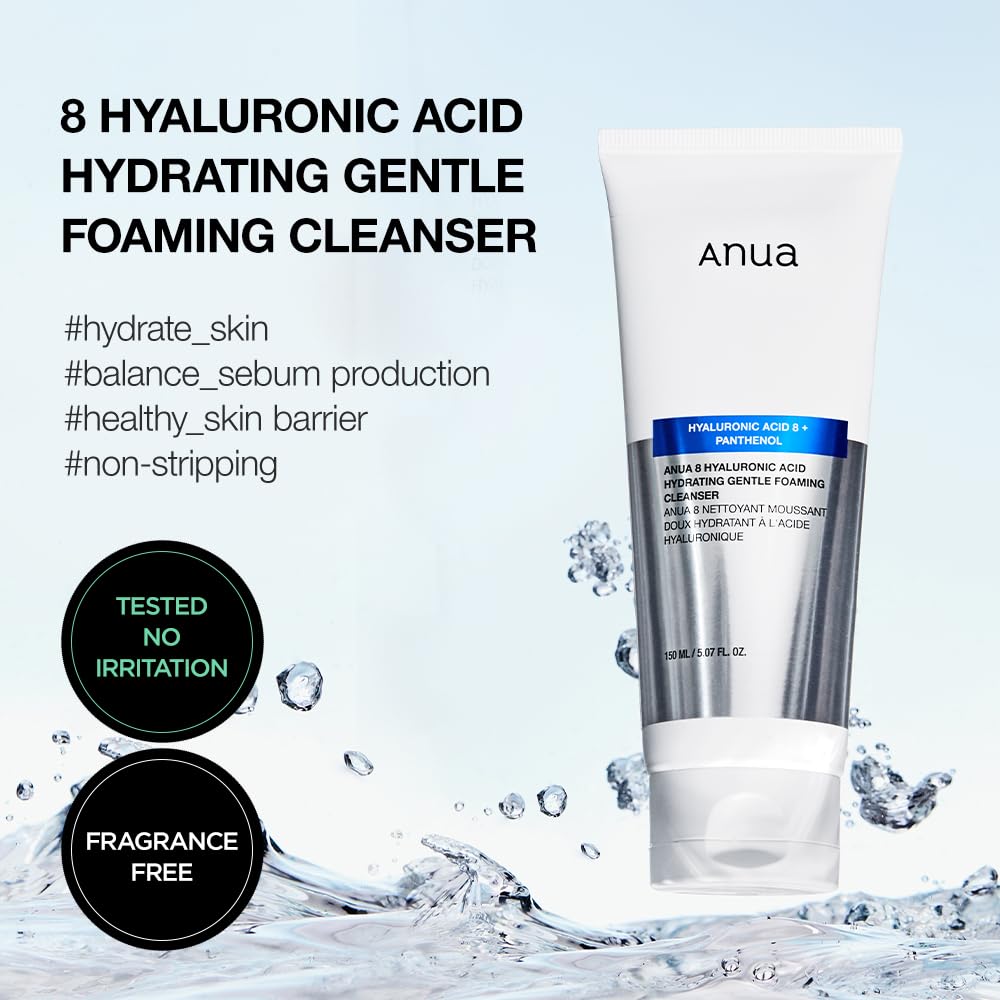 8 HYALURONIC ACID
HYDRATING GENTLE
FOAMING CLEANSER
#hydrate_skin
#balance_sebum production
#healthy_skin barrier
#non-stripping
TESTED
NO
IRRITATION
FRAGRANCE
FREE
Anua
HYALURONIC ACID 8 +
PANTHENOL
ANUA 8 HYALURONIC ACID
HYDRATING GENTLE FOAMING
CLEANSER
ANUA 8 NETTOYANT MOUSSANT
DOUX HYDRATANT À L'ACIDE
HYALURONIQUE
150 ML / 5.07 FL. OZ.